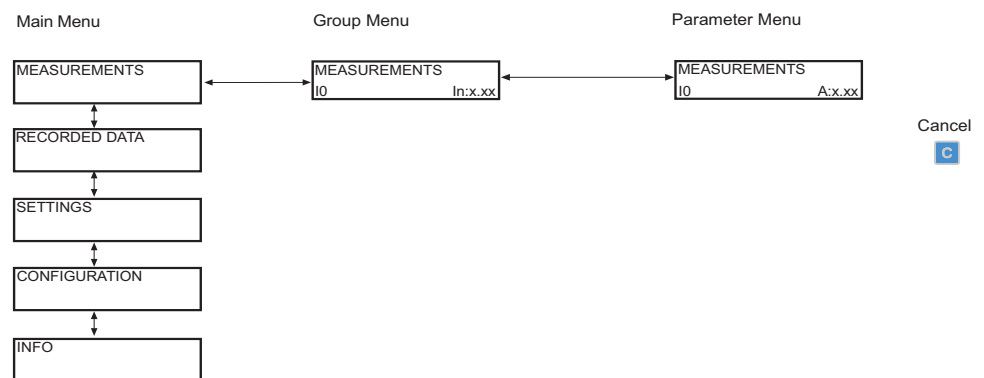 Main Menu
Group Menu
Parameter Menu
MEASUREMENTS
MEASUREMENTS
I0 In:x.xx
MEASUREMENTS
I0 A:x.xx
Cancel
C
RECORDED DATA
SETTINGS
CONFIGURATION
INFO